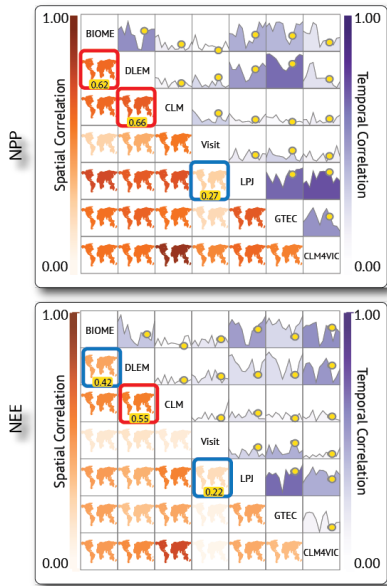 NPP
1.00
Spatial Correlation
0.00
BIOME
0.62
DLEM
0.66
CLM
Visit
0.27
LPJ
GTEC
CLM4VIC
1.00
Temporal Correlation
0.00
NEE
1.00
Spatial Correlation
0.00
BIOME
0.42
DLEM
0.55
CLM
Visit
0.22
LPJ
GTEC
CLM4VIC
1.00
Temporal Correlation
0.00